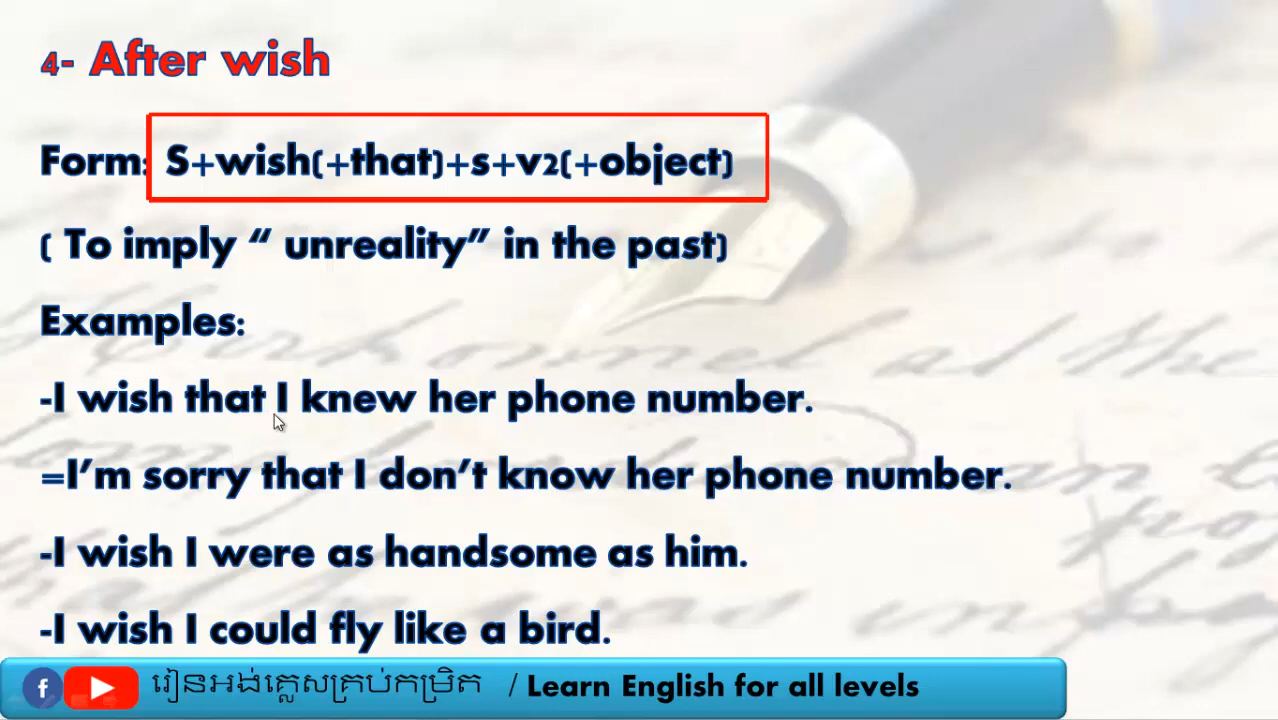 4- After wish
Form: S+wish(+that)+s+v2(+object)
( To imply “ unreality” in the past)
Examples:
-I wish that I knew her phone number.
=I’m sorry that I don’t know her phone number.
-I wish I were as handsome as him.
-I wish I could fly like a bird.
រៀនអង់គ្លេសគ្រប់កម្រិត / Learn English for all levels